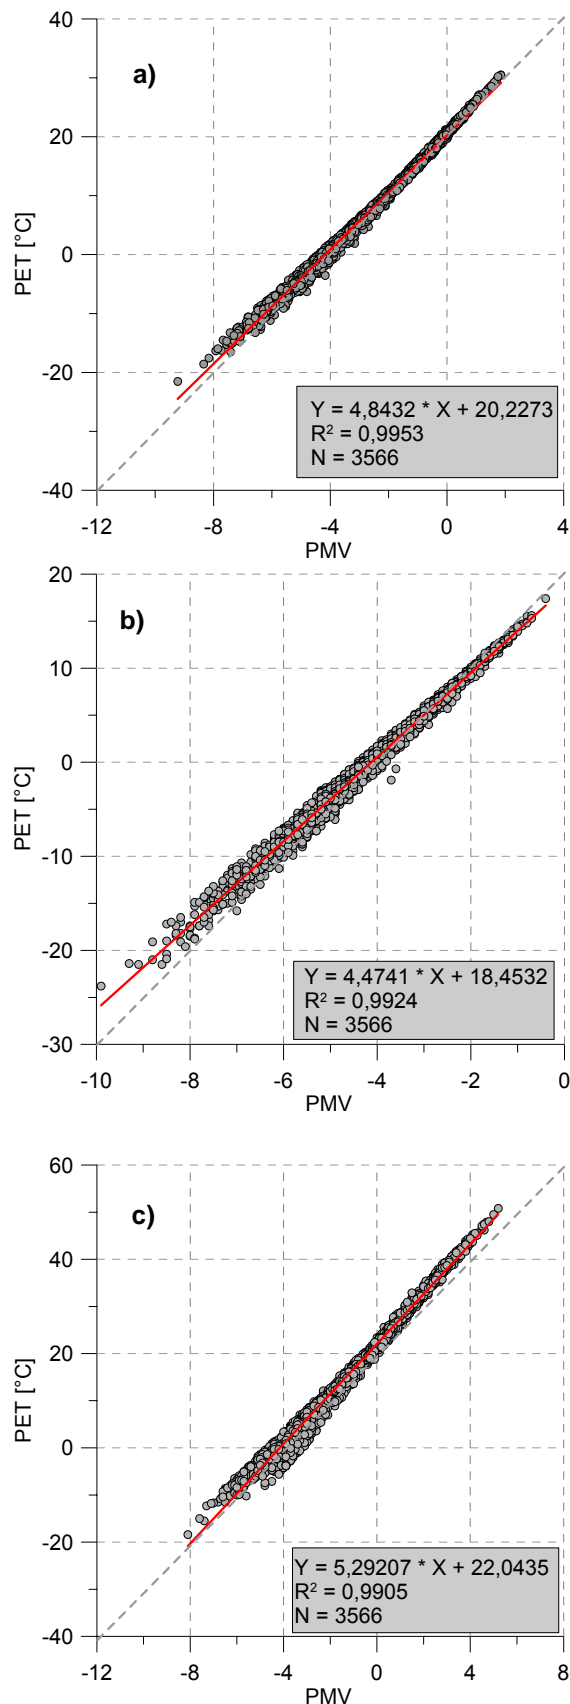 40
a)
20
PET [°C]
0
-20
Y = 4,8432 * X + 20,2273
R² = 0,9953
N = 3566
-40
-12 -8 -4 0 4
PMV
20
b)
10
PET [°C]
0
-10
-20
Y = 4,4741 * X + 18,4532
R² = 0,9924
N = 3566
-30
-10 -8 -6 -4 -2 0
PMV
60
c)
40
PET [°C]
20
0
-20
Y = 5,29207 * X + 22,0435
R² = 0,9905
N = 3566
-40
-12 -8 -4 0 4 8
PMV